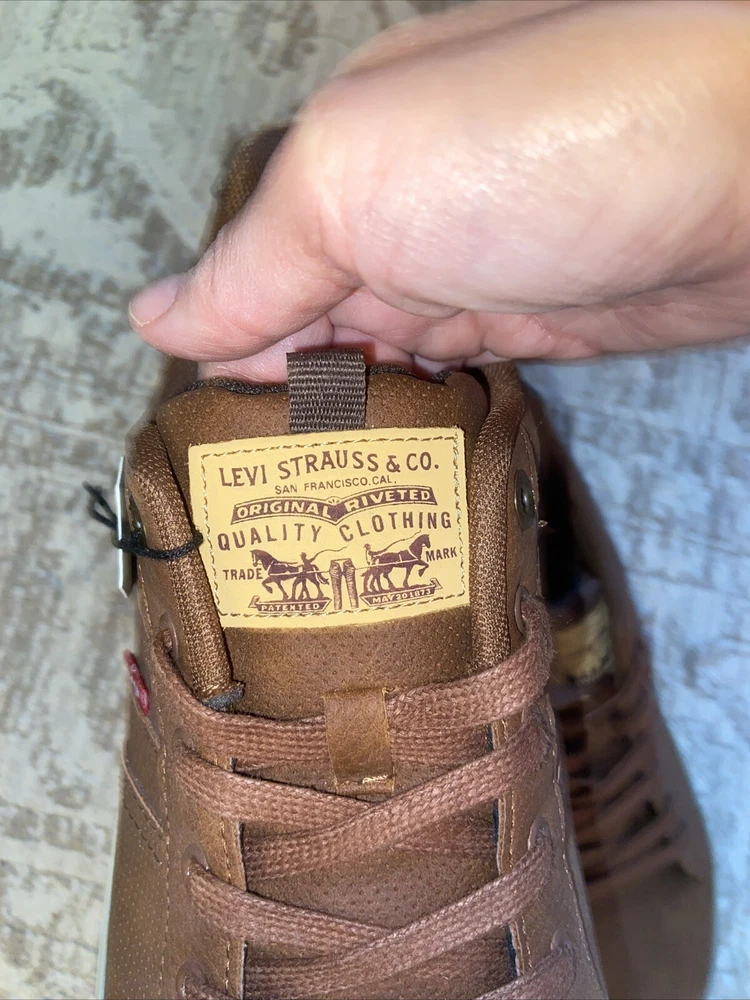 LEVI STRAUSS & CO.
SAN FRANCISCO, CAL.
ORIGINAL RIVETED
QUALITY CLOTHING
TRADE MARK
PATENTED MAY 20 1873